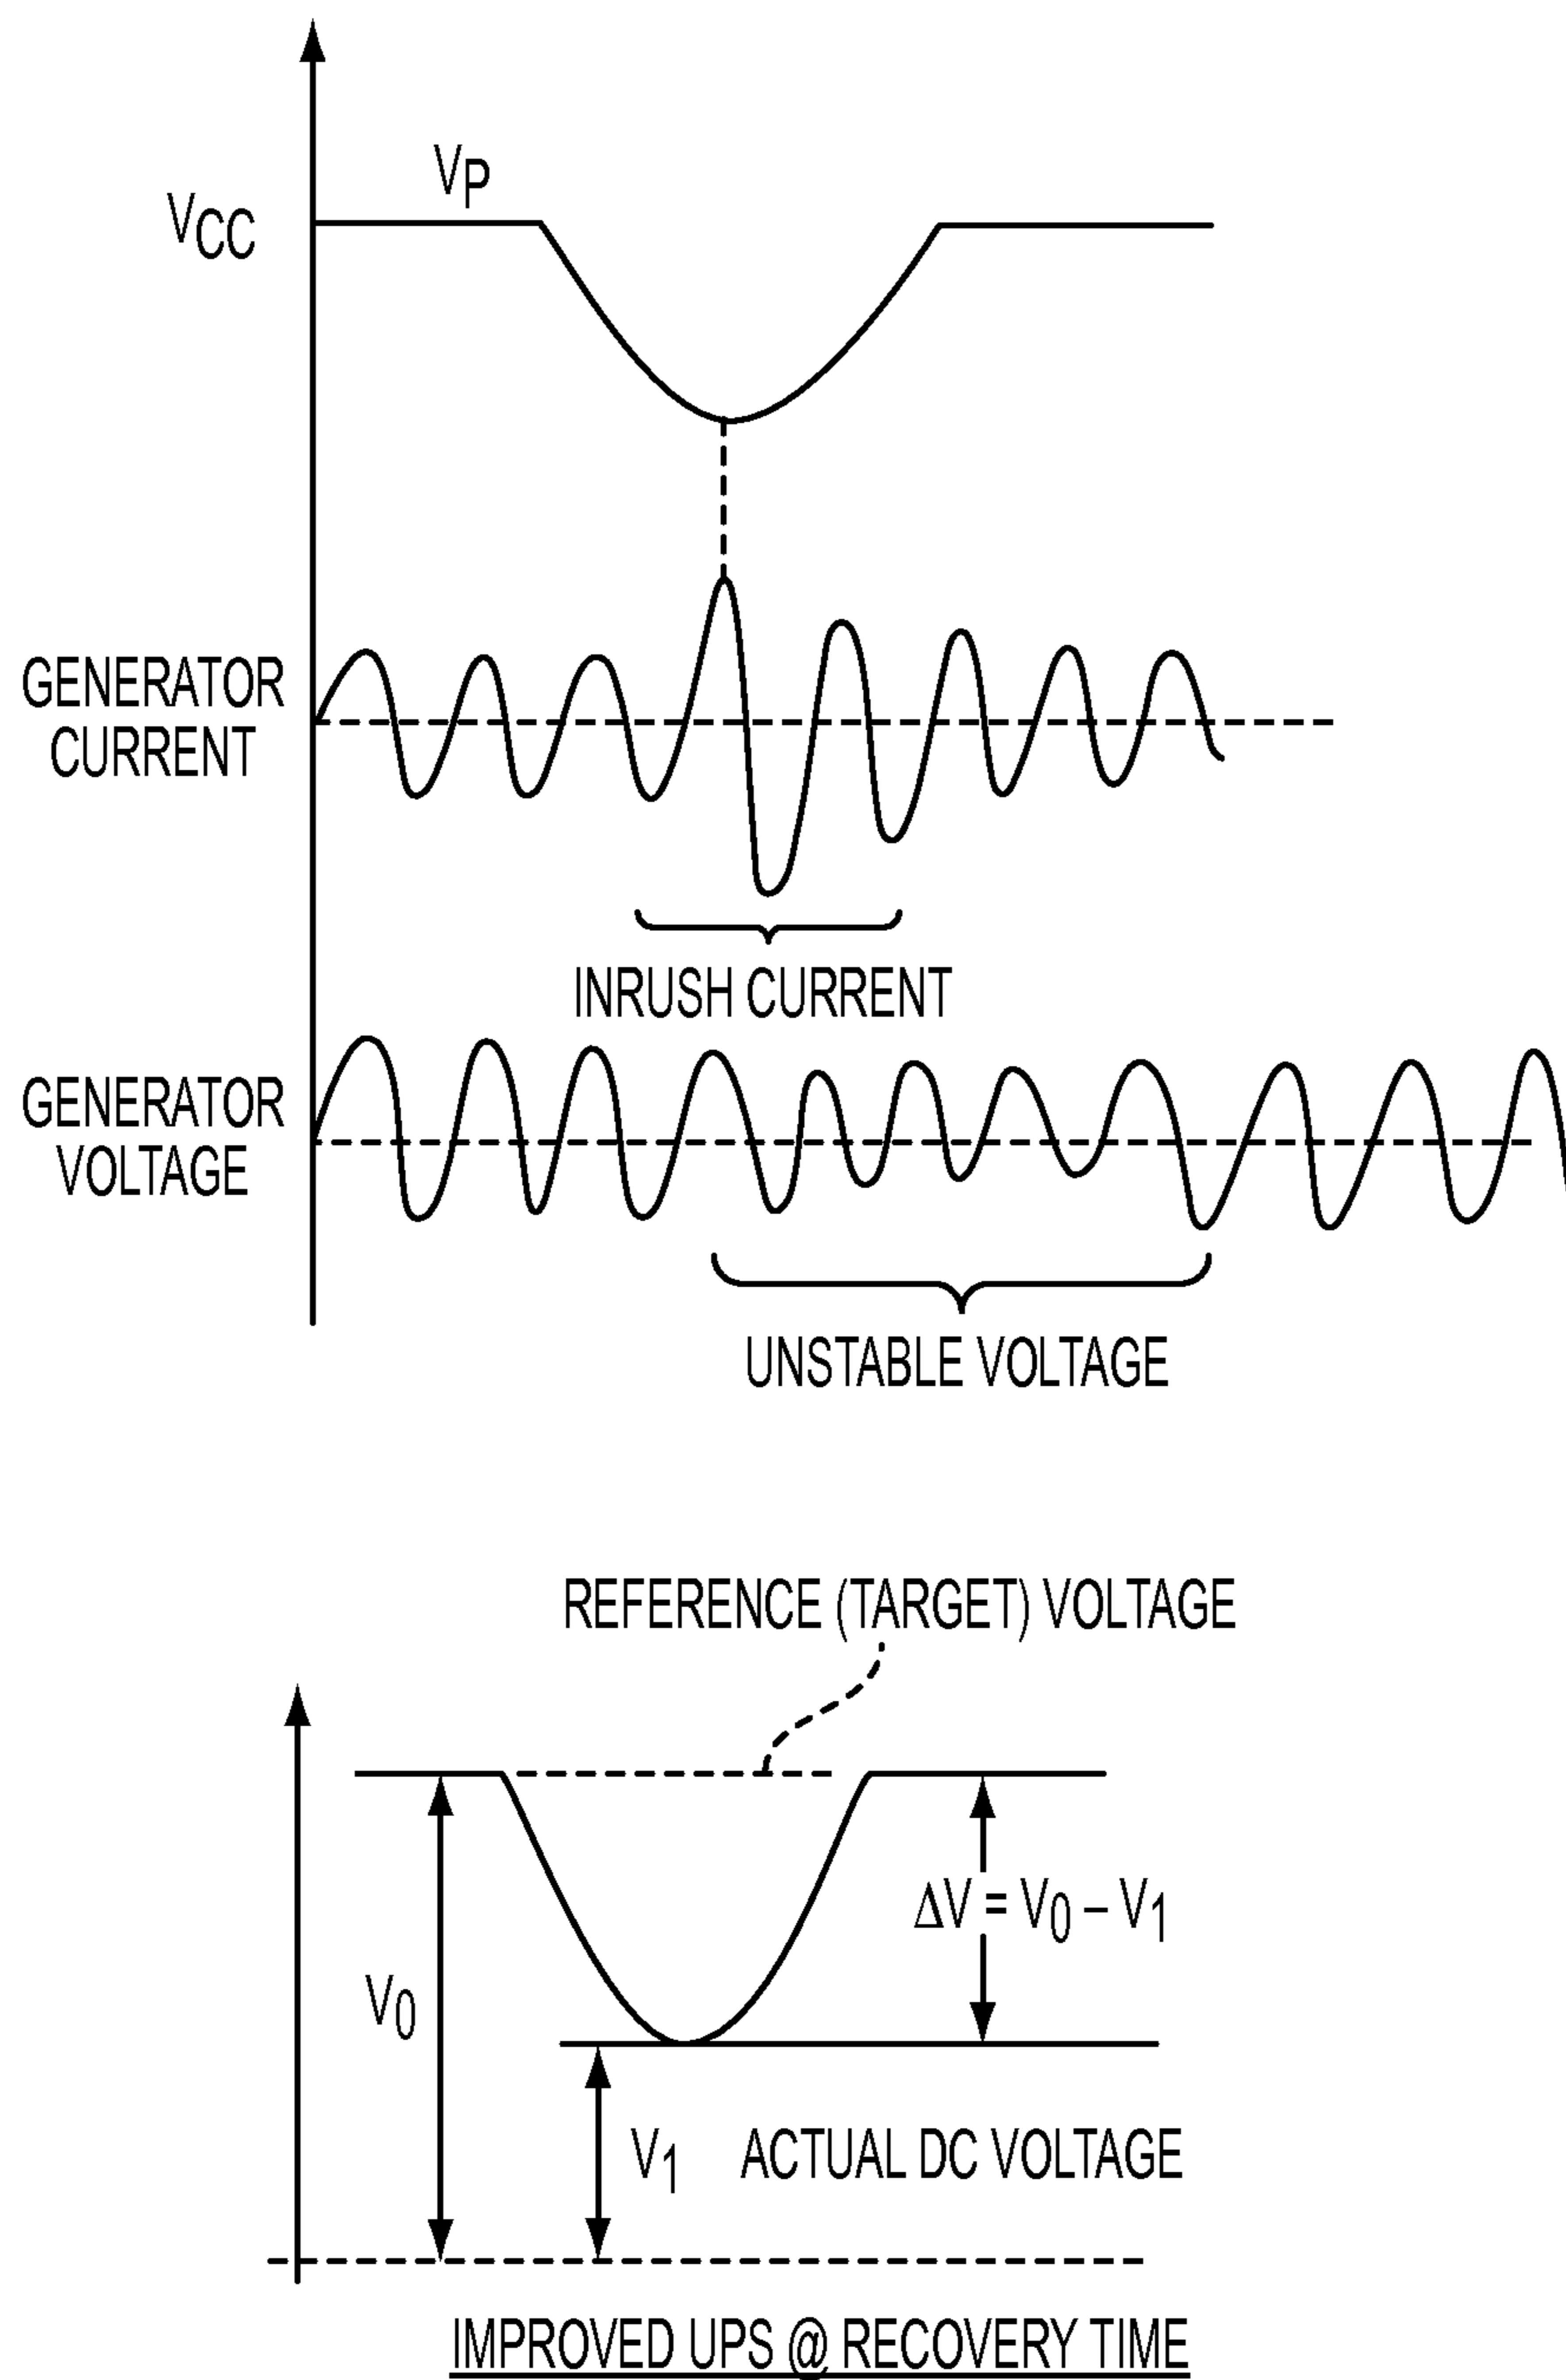 VP
VCC
GENERATOR
CURRENT
INRUSH CURRENT
GENERATOR
VOLTAGE
UNSTABLE VOLTAGE
REFERENCE (TARGET) VOLTAGE
ΔV = V0 – V1
V0
V1 ACTUAL DC VOLTAGE
IMPROVED UPS @ RECOVERY TIME